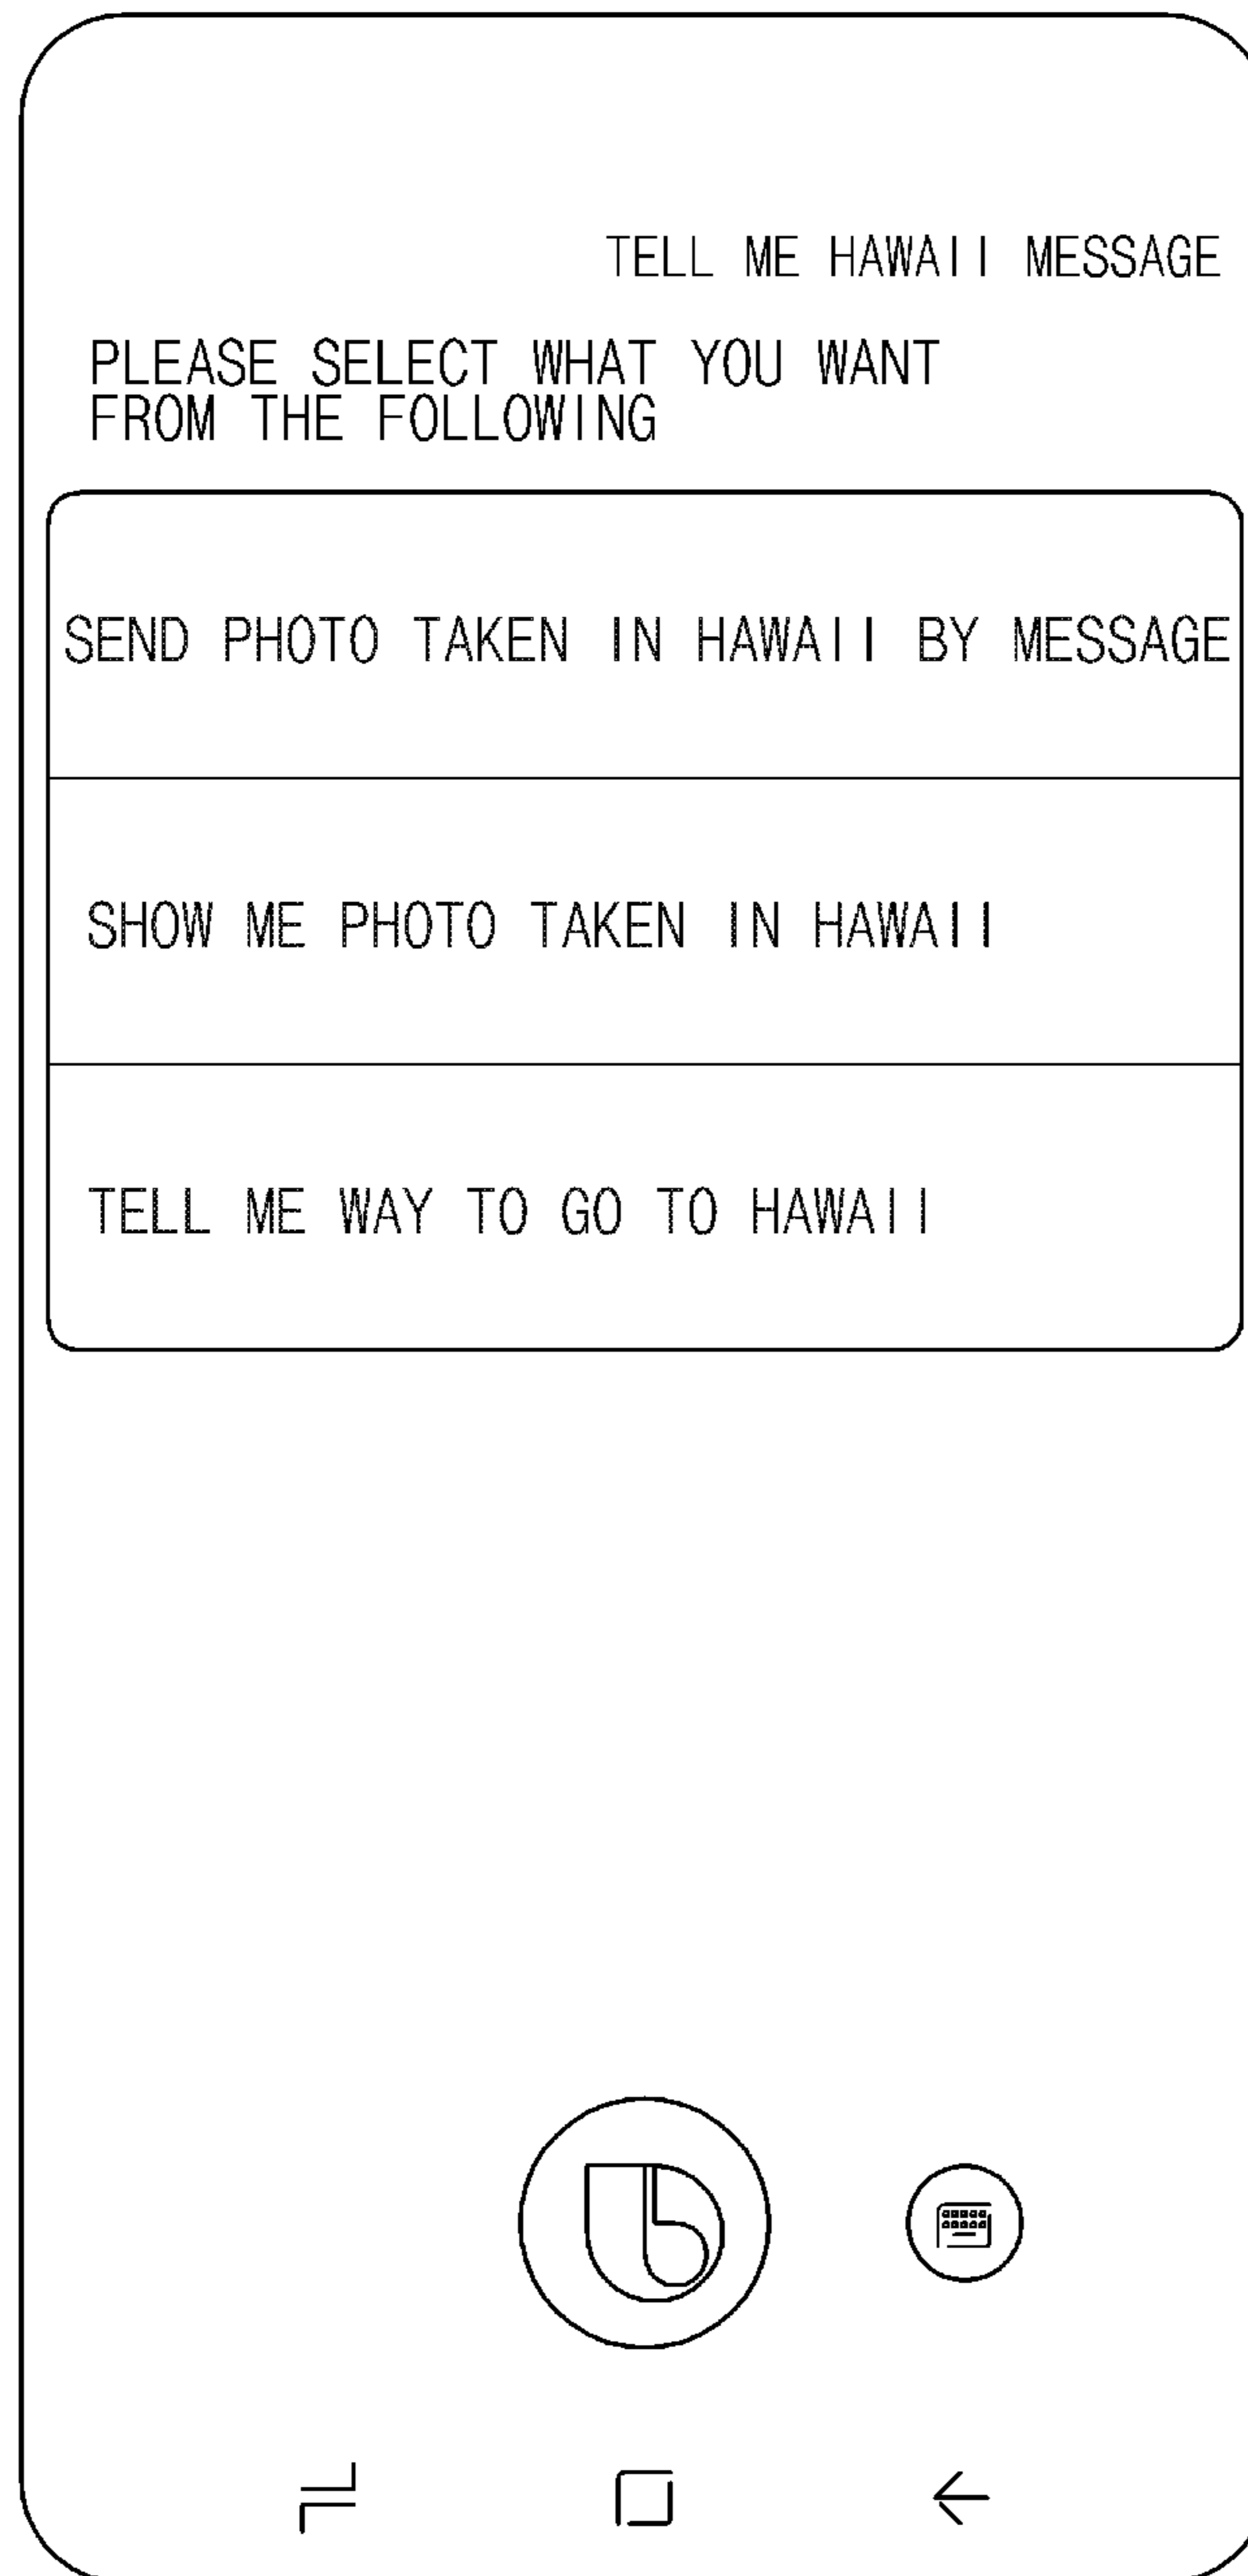 TELL ME HAWAII MESSAGE
PLEASE SELECT WHAT YOU WANT
FROM THE FOLLOWING
SEND PHOTO TAKEN IN HAWAII BY MESSAGE
SHOW ME PHOTO TAKEN IN HAWAII
TELL ME WAY TO GO TO HAWAII